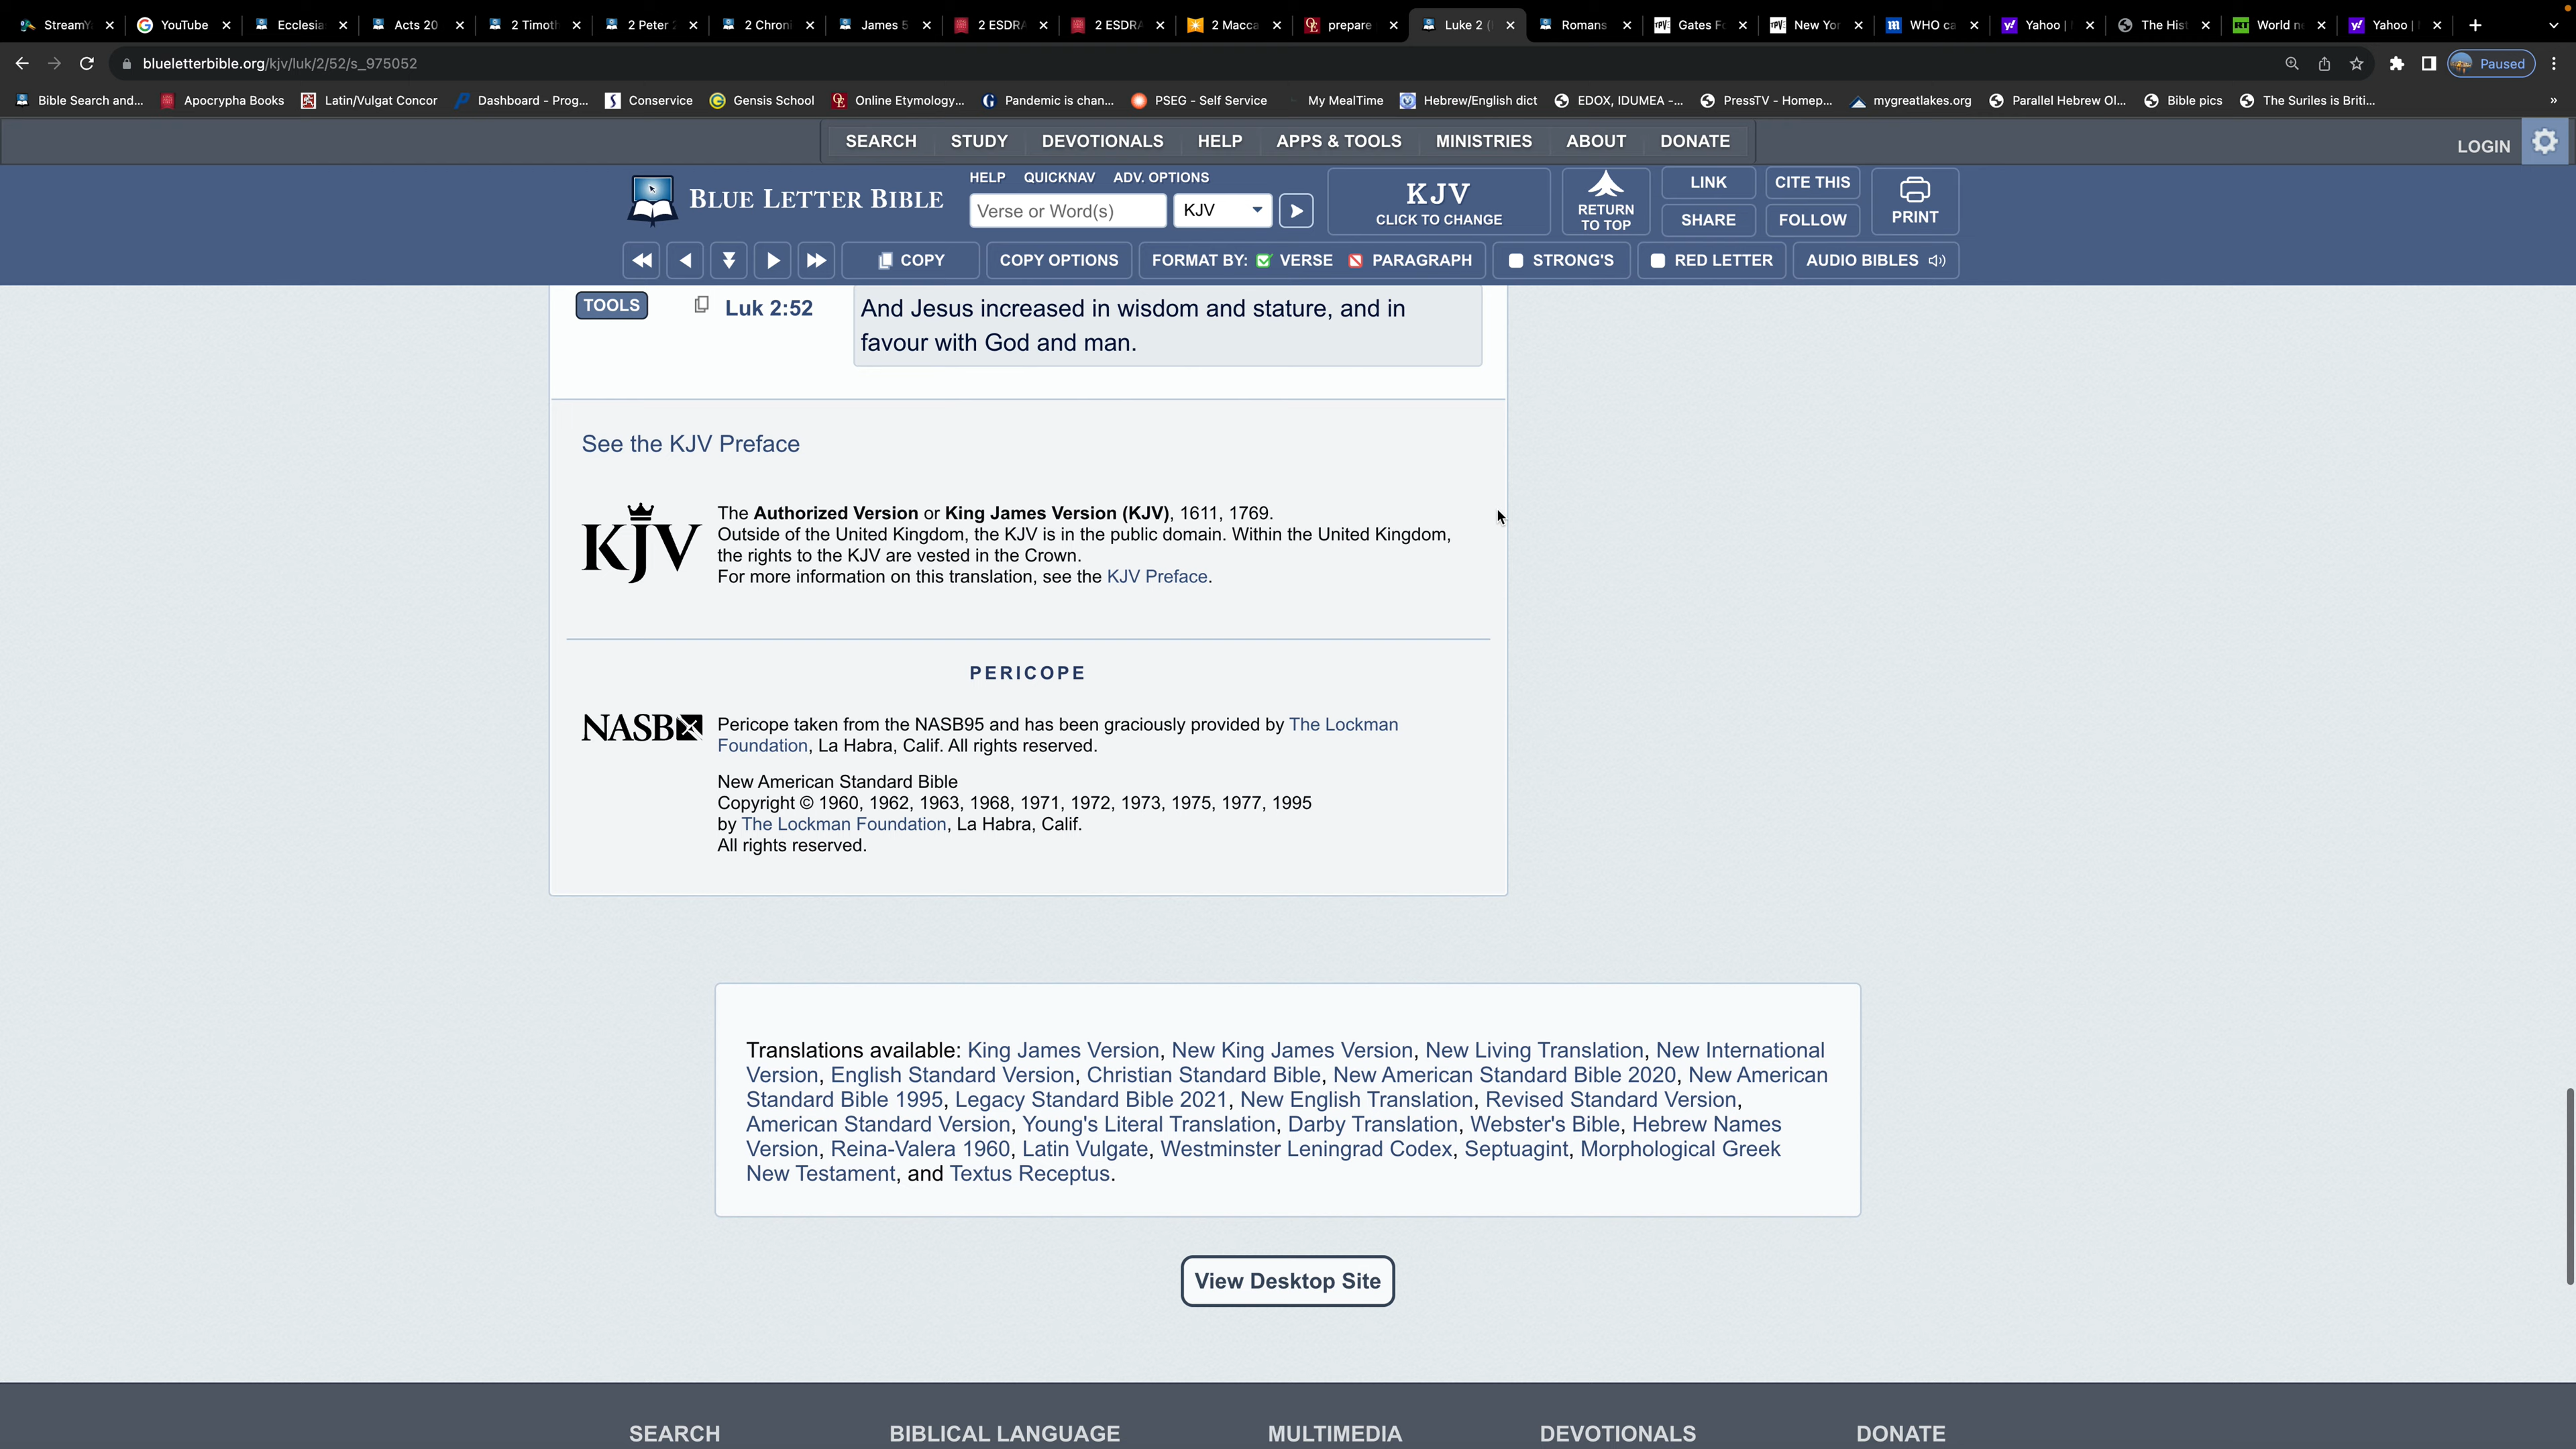 StreamY
YouTube
Ecclesia
Acts 20
2 Timoth
2 Peter 2
2 Chroni
James 5
2 ESDRA
2 ESDRA
2 Macca
prepare
Luke 2 (
Romans
Gates Fo
New Yor
WHO ca
Yahoo |
The Hist
World ne
Yahoo |
blueletterbible.org/kjv/luk/2/52/s_975052
Paused
Bible Search and...
Apocrypha Books
Latin/Vulgat Concor
Dashboard - Prog...
Conservice
Gensis School
Online Etymology...
Pandemic is chan...
PSEG - Self Service
My MealTime
Hebrew/English dict
EDOX, IDUMEA -...
PressTV - Homep...
mygreatlakes.org
Parallel Hebrew Ol...
Bible pics
The Suriles is Briti...
»
SEARCH STUDY DEVOTIONALS HELP APPS & TOOLS MINISTRIES ABOUT DONATE
LOGIN
BLUE LETTER BIBLE
HELP QUICKNAV ADV. OPTIONS
Verse or Word(s)
KJV
KJV
CLICK TO CHANGE
RETURN
TO TOP
LINK
CITE THIS
SHARE
FOLLOW
PRINT
COPY
COPY OPTIONS
FORMAT BY: VERSE PARAGRAPH
STRONG'S
RED LETTER
AUDIO BIBLES
TOOLS
Luk 2:52
And Jesus increased in wisdom and stature, and in
favour with God and man.
See the KJV Preface
KJV
The Authorized Version or King James Version (KJV), 1611, 1769.
Outside of the United Kingdom, the KJV is in the public domain. Within the United Kingdom,
the rights to the KJV are vested in the Crown.
For more information on this translation, see the KJV Preface.
PERICOPE
NASB
Pericope taken from the NASB95 and has been graciously provided by The Lockman
Foundation, La Habra, Calif. All rights reserved.
New American Standard Bible
Copyright © 1960, 1962, 1963, 1968, 1971, 1972, 1973, 1975, 1977, 1995
by The Lockman Foundation, La Habra, Calif.
All rights reserved.
Translations available: King James Version, New King James Version, New Living Translation, New International
Version, English Standard Version, Christian Standard Bible, New American Standard Bible 2020, New American
Standard Bible 1995, Legacy Standard Bible 2021, New English Translation, Revised Standard Version,
American Standard Version, Young's Literal Translation, Darby Translation, Webster's Bible, Hebrew Names
Version, Reina-Valera 1960, Latin Vulgate, Westminster Leningrad Codex, Septuagint, Morphological Greek
New Testament, and Textus Receptus.
View Desktop Site
SEARCH BIBLICAL LANGUAGE MULTIMEDIA DEVOTIONALS DONATE